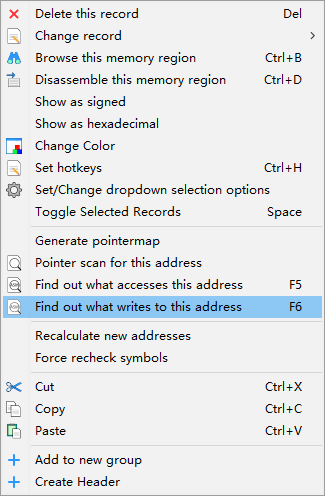 Delete this record Del
Change record
Browse this memory region Ctrl+B
Disassemble this memory region Ctrl+D
Show as signed
Show as hexadecimal
Change Color
Set hotkeys Ctrl+H
Set/Change dropdown selection options
Toggle Selected Records Space
Generate pointermap
Pointer scan for this address
Find out what accesses this address F5
Find out what writes to this address F6
Recalculate new addresses
Force recheck symbols
Cut Ctrl+X
Copy Ctrl+C
Paste Ctrl+V
Add to new group
Create Header